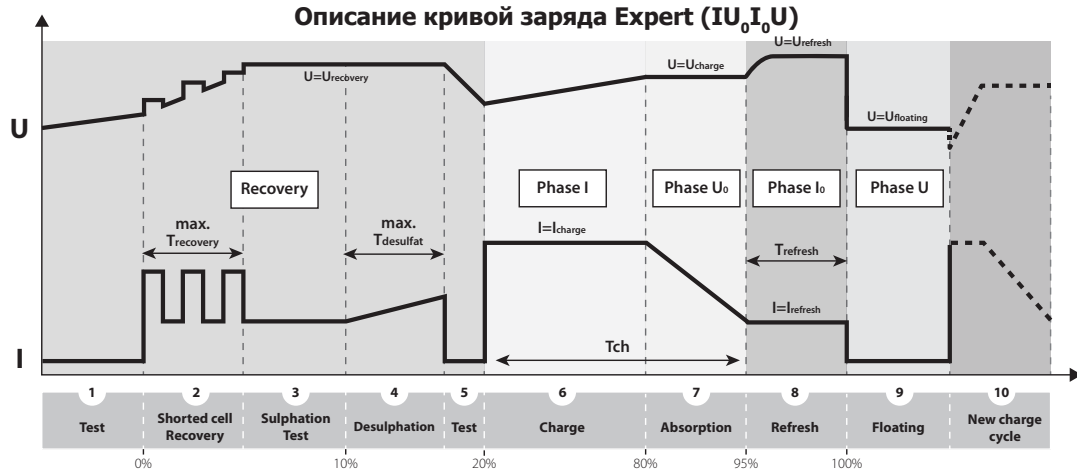 Описание кривой заряда Expert (IU₀I₀U)
U=Urefresh
U=Urecovery
U=Ucharge
U=Ufloating
U
Recovery
Phase I
Phase U₀
Phase I₀
Phase U
max.
Trecovery
max.
Tdesulfat
I=Icharge
Trefresh
I=Irefresh
Tch
I
1
2
3
4
5
6
7
8
9
10
Test
Shorted cell
Recovery
Sulphation
Test
Desulphation
Test
Charge
Absorption
Refresh
Floating
New charge
cycle
0%
10%
20%
80%
95%
100%